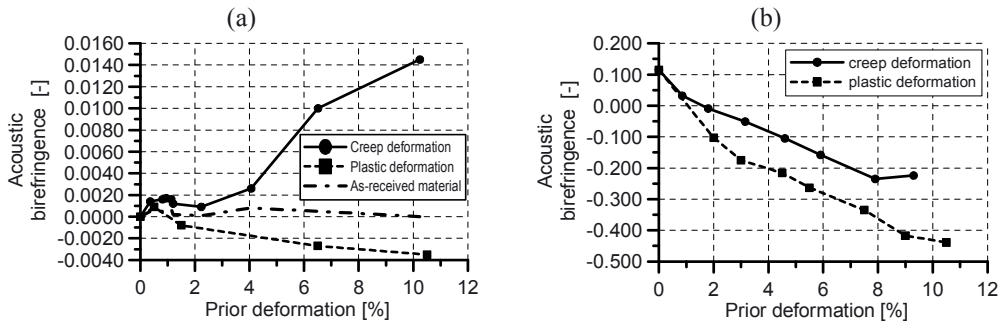 (a)
0.0160
0.0140
0.0120
0.0100
0.0080
0.0060
0.0040
0.0020
0.0000
-0.0020
-0.0040
Acoustic
birefringence [-]
Creep deformation
Plastic deformation
As-received material
0 2 4 6 8 10 12
Prior deformation [%]
(b)
0.200
0.100
0.000
-0.100
-0.200
-0.300
-0.400
-0.500
Acoustic
birefringence [-]
creep deformation
plastic deformation
0 2 4 6 8 10 12
Prior deformation [%]